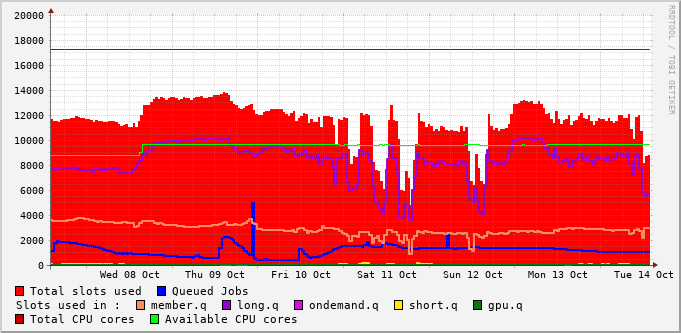 20000
18000
16000
14000
12000
10000
8000
6000
4000
2000
0
Wed 08 Oct Thu 09 Oct Fri 10 Oct Sat 11 Oct Sun 12 Oct Mon 13 Oct Tue 14 Oct
RRDTOOL / TOBI OETIKER
Total slots used Queued Jobs
Slots used in : member.q long.q ondemand.q short.q gpu.q
Total CPU cores Available CPU cores